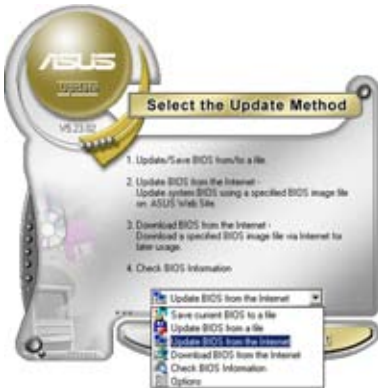 ASUS
Update
V5.23.02
Select the Update Method
1. Update/Save BIOS from/to a file.
2. Update BIOS from the Internet -
Update system BIOS using a specified BIOS image file
on ASUS Web Site.
3. Download BIOS from the Internet -
Download a specified BIOS image file via Internet for
later usage.
4. Check BIOS Information
Update BIOS from the Internet
Save current BIOS to a file
Update BIOS from a file
Update BIOS from the Internet
Download BIOS from the Internet
Check BIOS Information
Options